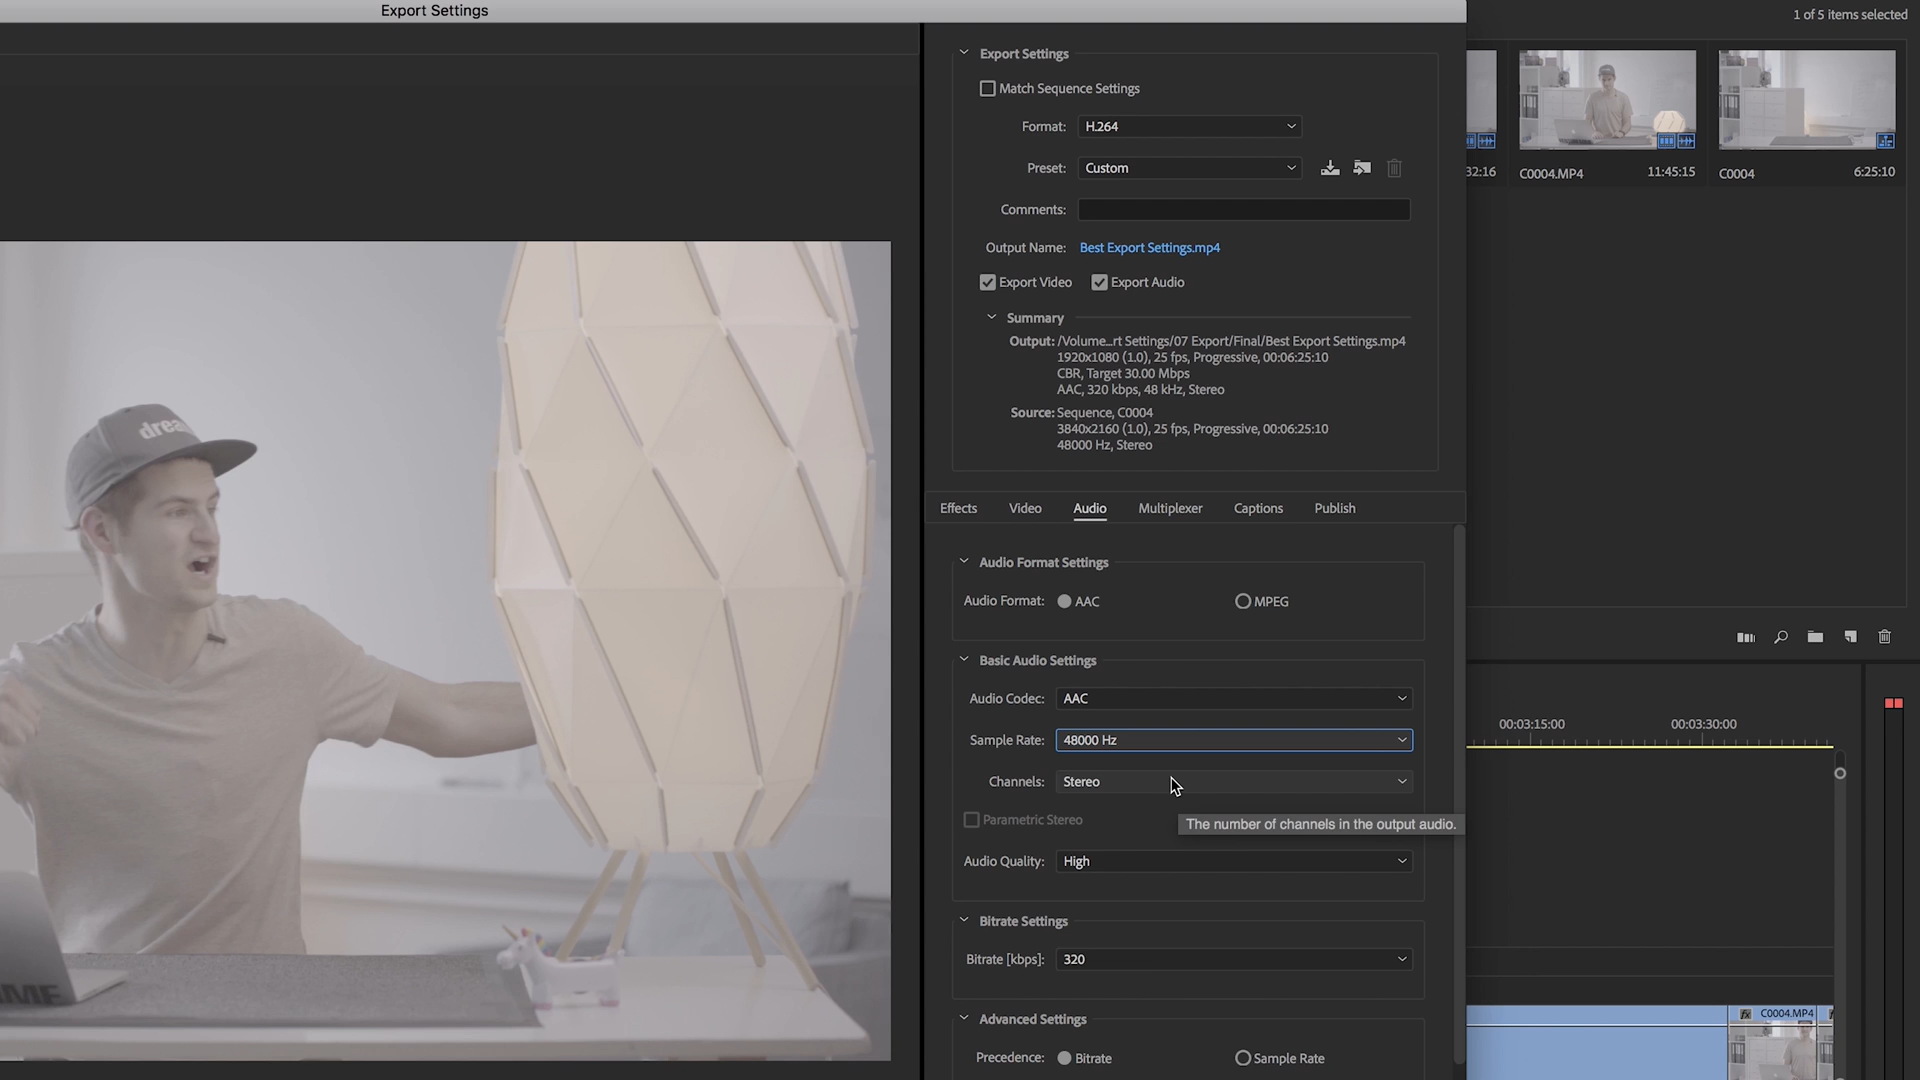 Export Settings
1 of 5 items selected
Export Settings
Match Sequence Settings
Format: H.264
Preset: Custom
Comments:
Output Name: Best Export Settings.mp4
Export Video Export Audio
Summary
Output: /Volume...rt Settings/07 Export/Final/Best Export Settings.mp4
1920x1080 (1.0), 25 fps, Progressive, 00:06:25:10
CBR, Target 30.00 Mbps
AAC, 320 kbps, 48 kHz, Stereo
Source: Sequence, C0004
3840x2160 (1.0), 25 fps, Progressive, 00:06:25:10
48000 Hz, Stereo
32:16 C0004.MP4 11:45:15 C0004 6:25:10
Effects Video Audio Multiplexer Captions Publish
Audio Format Settings
Audio Format: AAC MPEG
Basic Audio Settings
Audio Codec: AAC
Sample Rate: 48000 Hz
Channels: Stereo
Parametric Stereo
The number of channels in the output audio.
Audio Quality: High
Bitrate Settings
Bitrate [kbps]: 320
Advanced Settings
Precedence: Bitrate Sample Rate
00:03:15:00 00:03:30:00
fx C0004.MP4